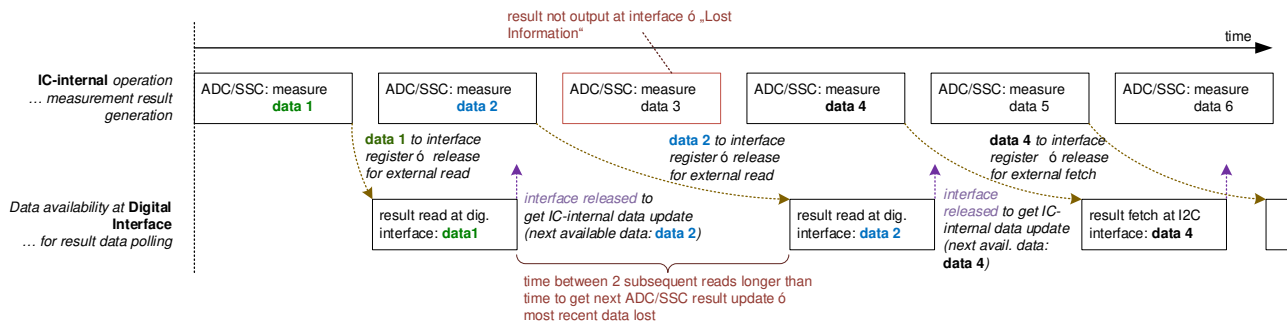 result not output at interface ó „Lost
Information“
time
IC-internal operation
… measurement result
generation
ADC/SSC: measure
data 1
ADC/SSC: measure
data 2
ADC/SSC: measure
data 3
ADC/SSC: measure
data 4
ADC/SSC: measure
data 5
ADC/SSC: measure
data 6
data 1 to interface
register ó release
for external read
data 2 to interface
register ó release
for external read
data 4 to interface
register ó release
for external fetch
Data availability at Digital
Interface
… for result data polling
result read at dig.
interface: data1
interface released to
get IC-internal data update
(next available data: data 2)
result read at dig.
interface: data 2
interface
released to get IC-
internal data update
(next avail. data:
data 4)
result fetch at I2C
interface: data 4
time between 2 subsequent reads longer than
time to get next ADC/SSC result update ó
most recent data lost